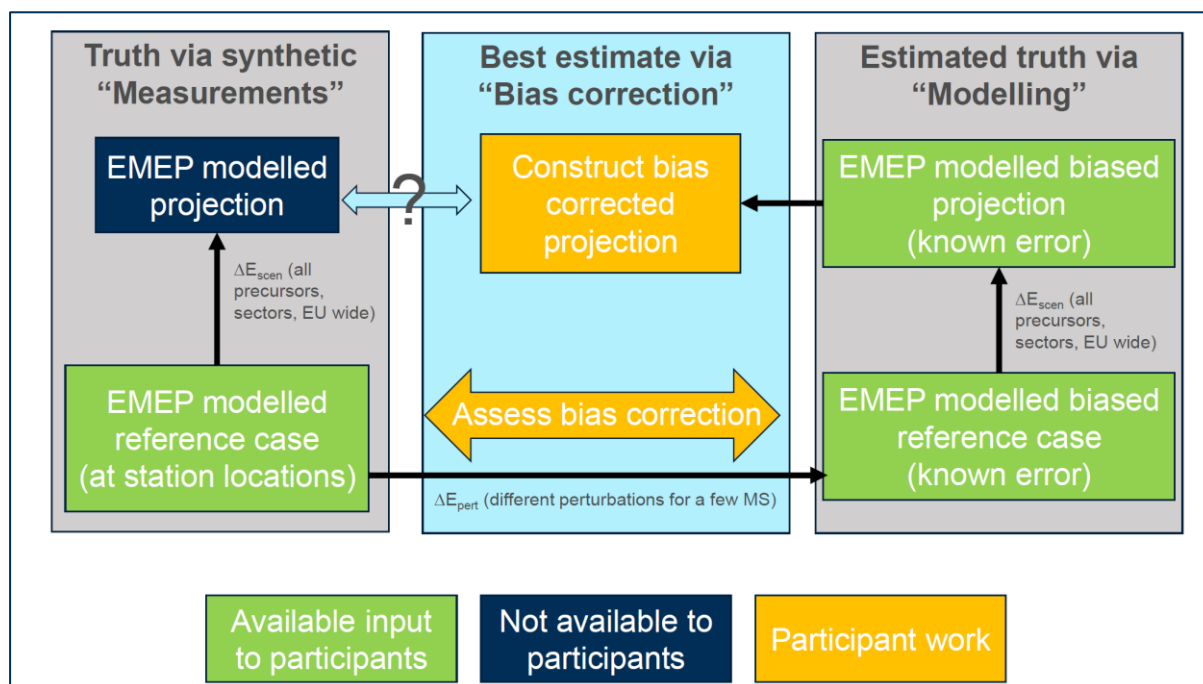 Truth via synthetic
“Measurements”
EMEP modelled
projection
ΔEscen (all
precursors,
sectors, EU wide)
EMEP modelled
reference case
(at station locations)
Best estimate via
“Bias correction”
?
Construct bias
corrected
projection
Assess bias correction
ΔEpert (different perturbations for a few MS)
Estimated truth via
“Modelling”
EMEP modelled biased
projection
(known error)
ΔEscen (all
precursors,
sectors, EU wide)
EMEP modelled biased
reference case
(known error)
Available input
to participants
Not available to
participants
Participant work